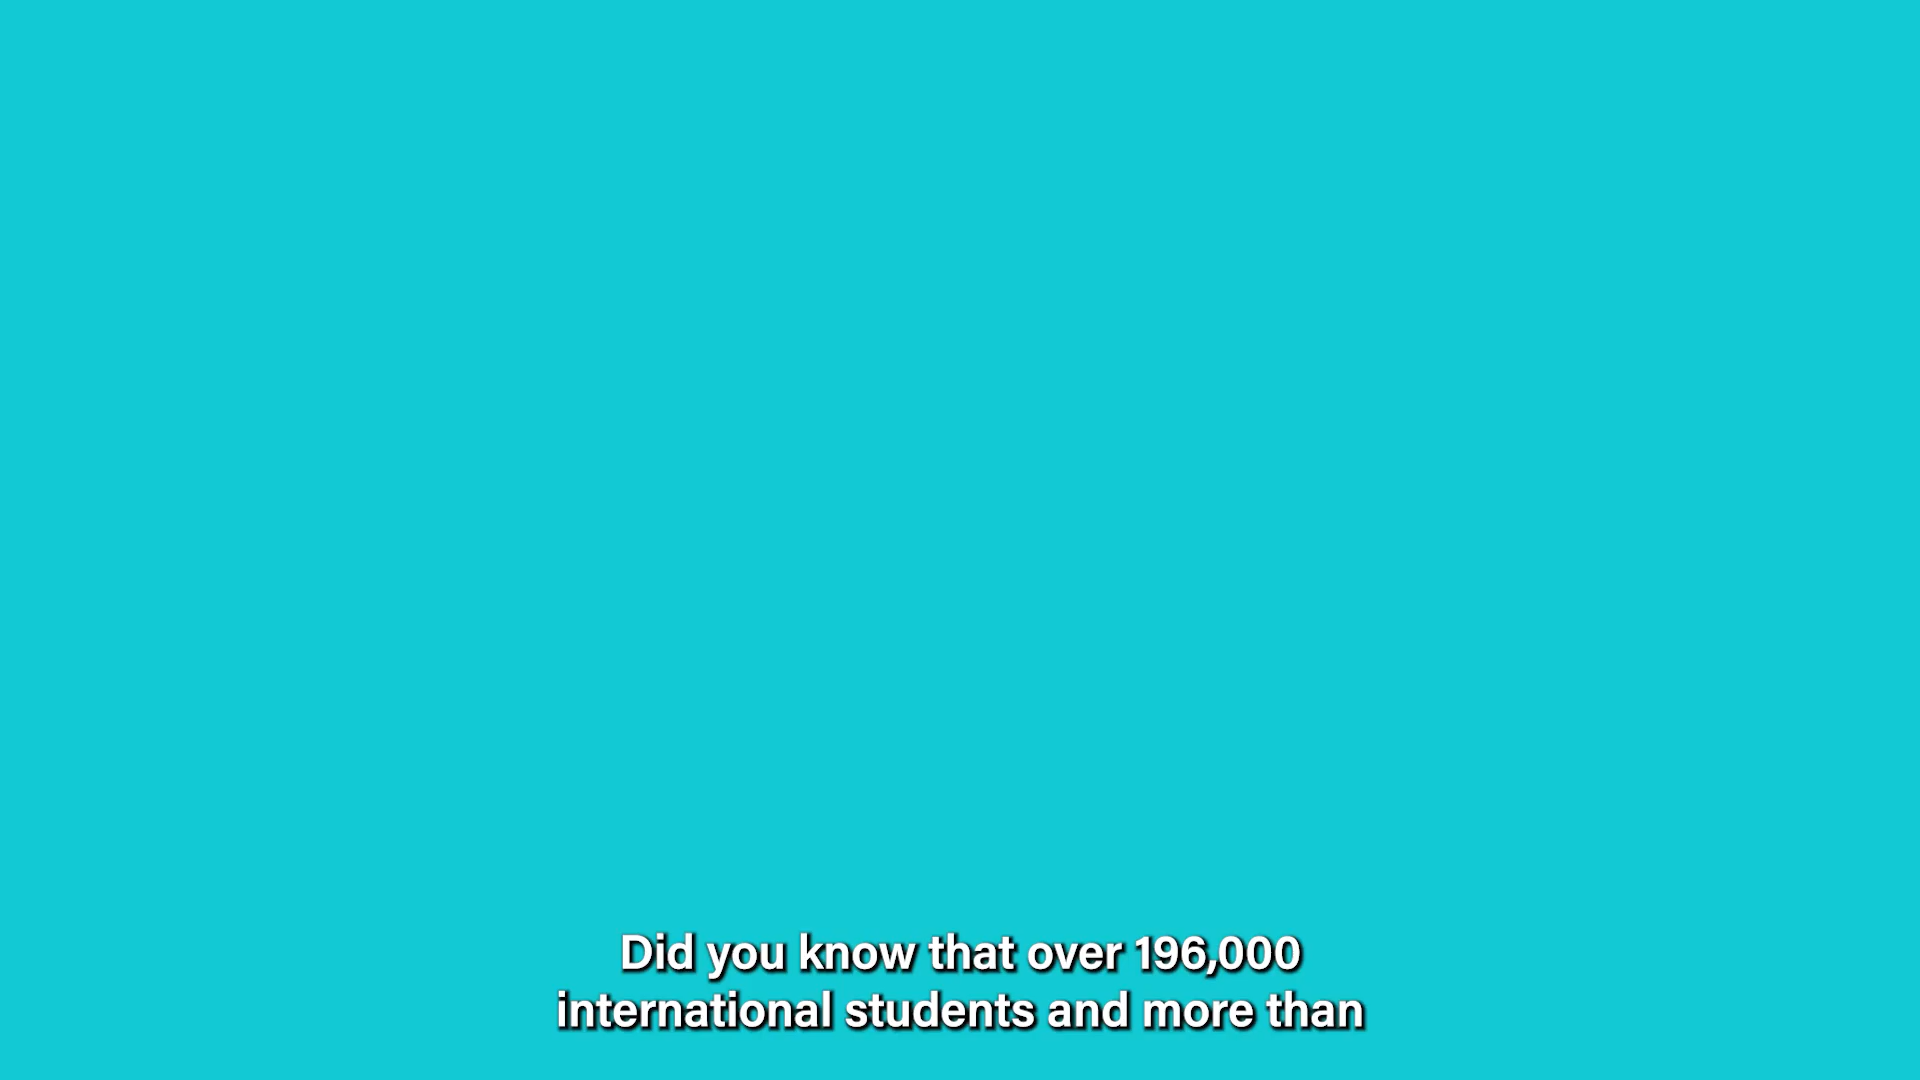 Did you know that over 196,000
international students and more than